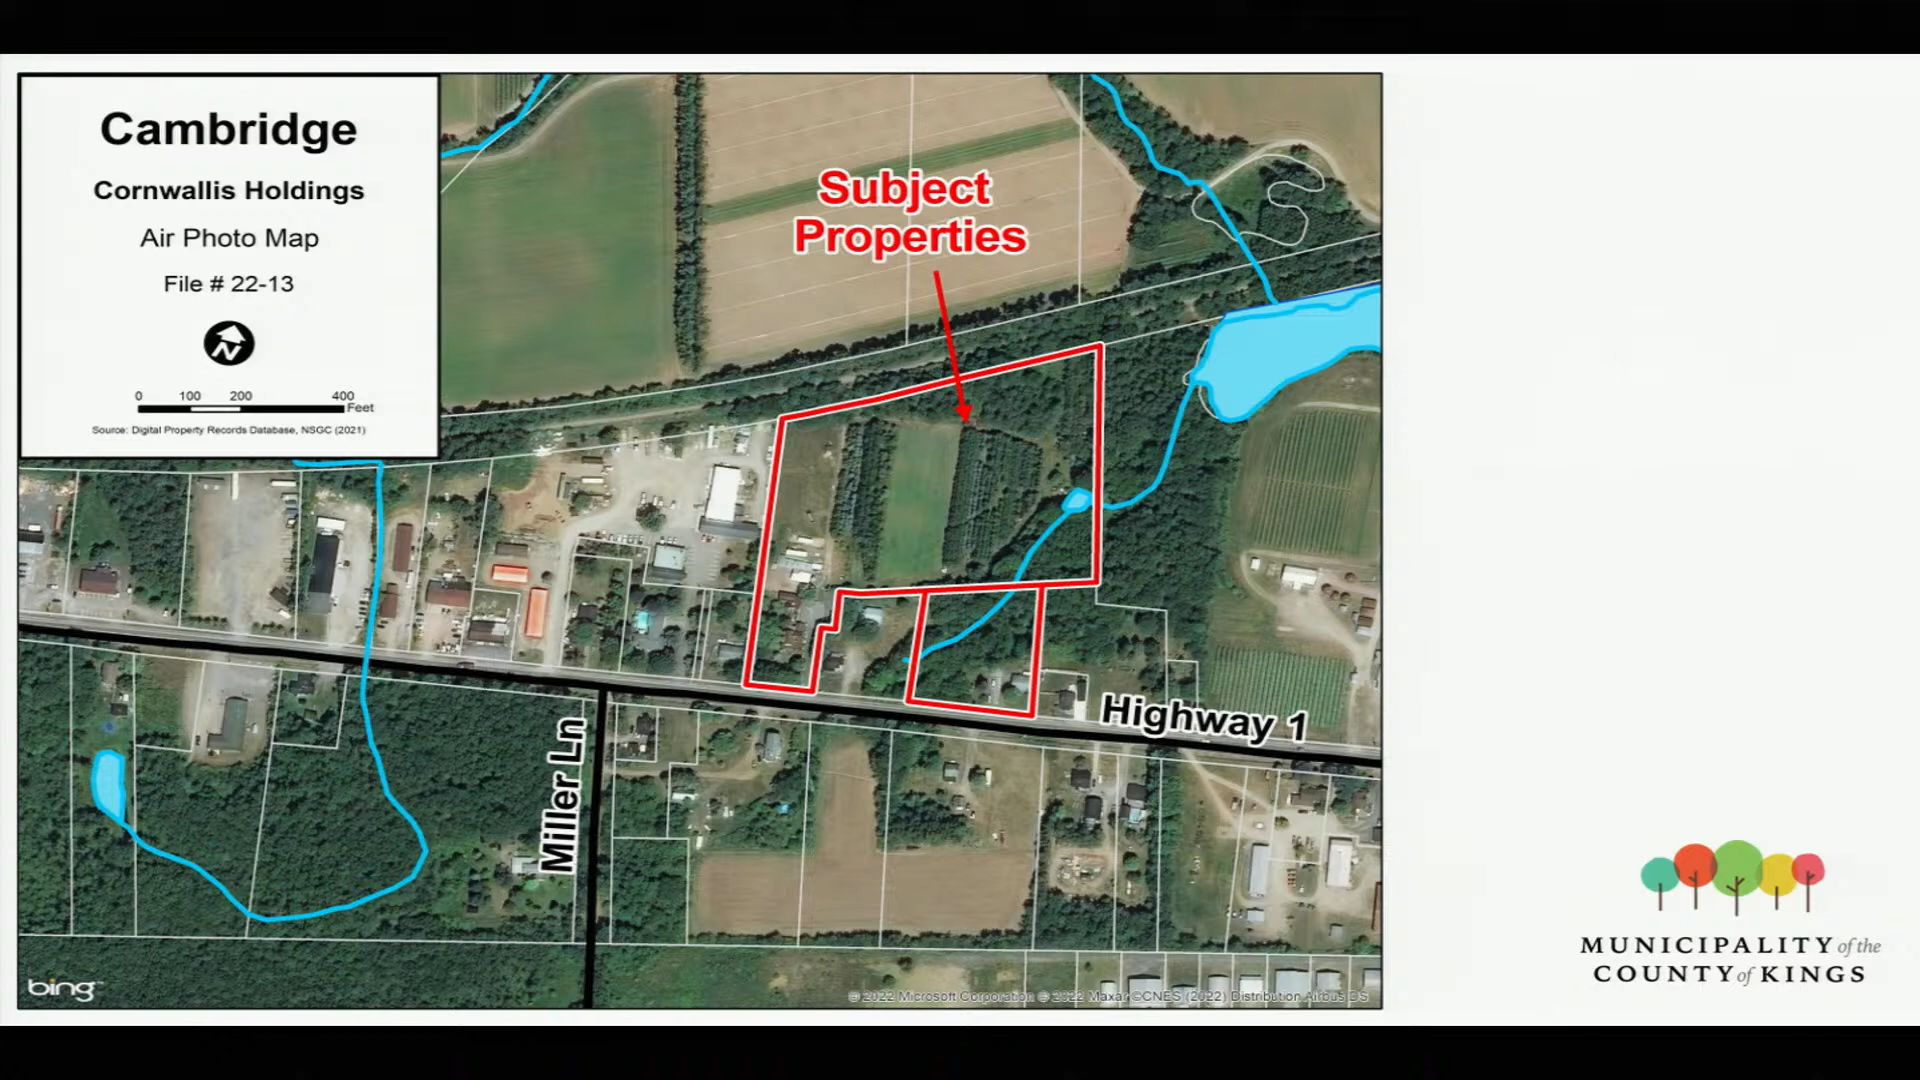 Cambridge
Cornwallis Holdings
Air Photo Map
File # 22-13
N
0 100 200 400
Feet
Source: Digital Property Records Database, NSGC (2021)
Subject
Properties
Highway 1
Miller Ln
bing
© 2022 Microsoft Corporation © 2022 Maxar ©CNES (2022) Distribution Airbus DS
MUNICIPALITY of the
COUNTY of KINGS